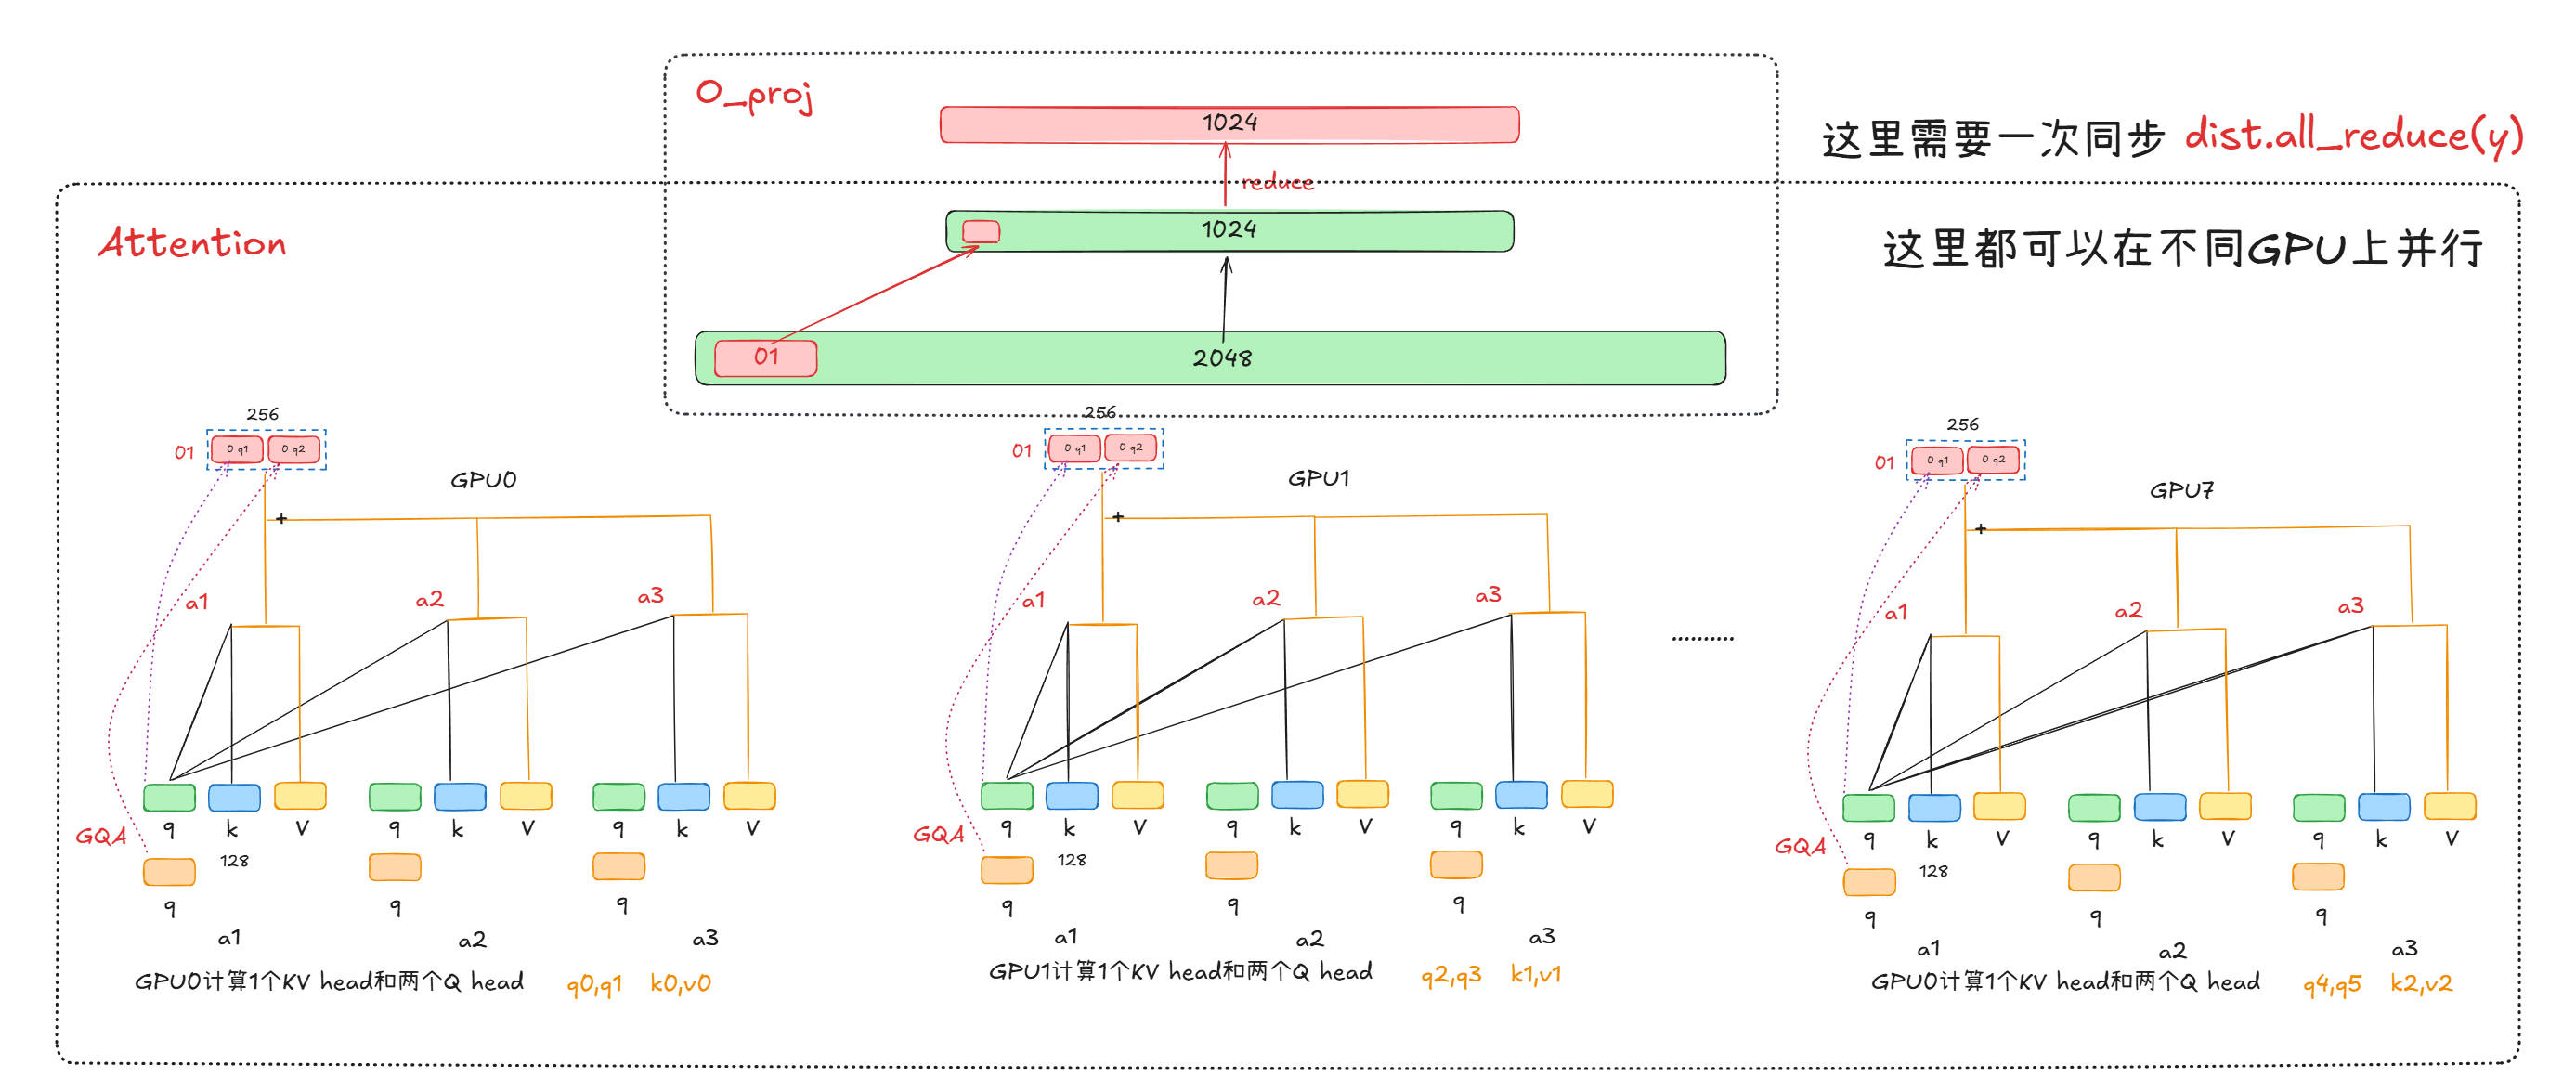 O_proj
1024
这里需要一次同步 dist.all_reduce(y)
reduce
Attention
1024
这里都可以在不同GPU上并行
O1
2048
256
O1
O q1
O q2
GPU0
+
a1
a2
a3
q
k
V
q
k
V
q
k
V
GQA
128
q
q
q
a1
a2
a3
GPU0计算1个KV head和两个Q head
q0,q1
k0,v0
256
O1
O q1
O q2
GPU1
+
a1
a2
a3
q
k
V
q
k
V
q
k
V
GQA
128
q
q
q
a1
a2
a3
GPU1计算1个KV head和两个Q head
q2,q3
k1,v1
..........
256
O1
O q1
O q2
GPU7
+
a1
a2
a3
q
k
V
q
k
V
q
k
V
GQA
128
q
q
q
a1
a2
a3
GPU0计算1个KV head和两个Q head
q4,q5
k2,v2